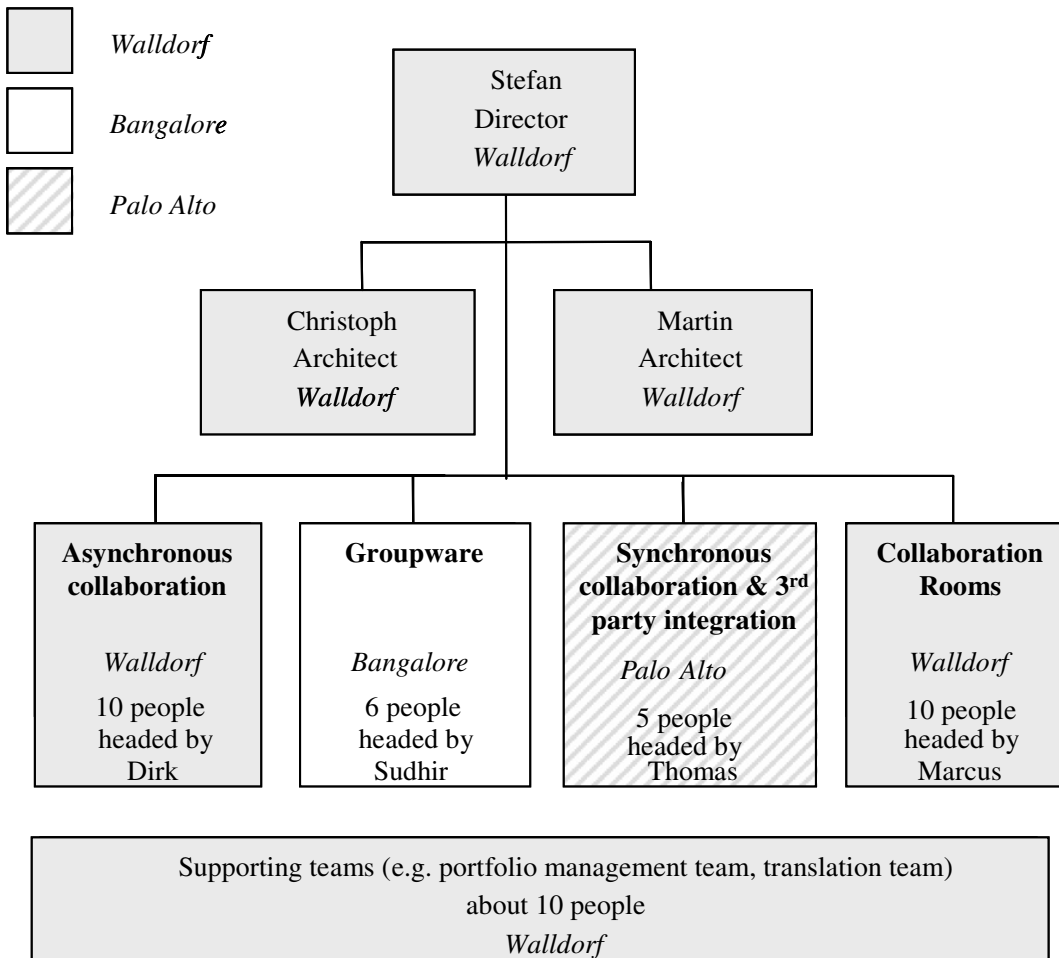 Walldorf
Bangalore
Palo Alto
Stefan
Director
Walldorf
Christoph
Architect
Walldorf
Martin
Architect
Walldorf
Asynchronous
collaboration
Walldorf
10 people
headed by
Dirk
Groupware
Bangalore
6 people
headed by
Sudhir
Synchronous
collaboration & 3rd
party integration
Palo Alto
5 people
headed by
Thomas
Collaboration
Rooms
Walldorf
10 people
headed by
Marcus
Supporting teams (e.g. portfolio management team, translation team)
about 10 people
Walldorf